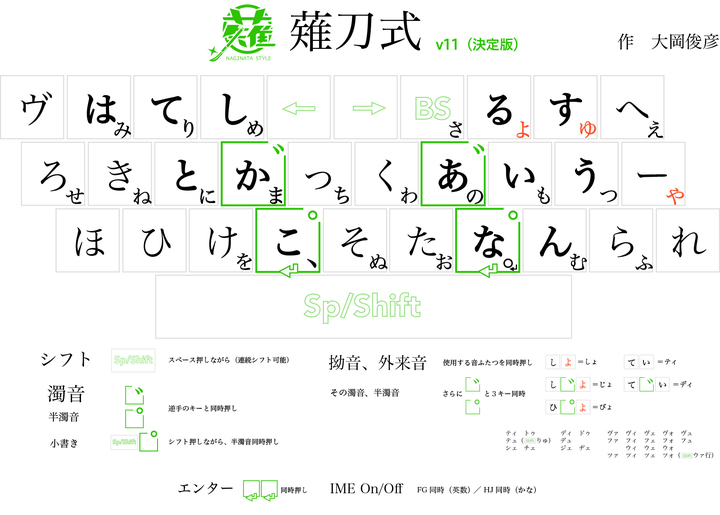 薙
NAGINATA STYLE
薙刀式 v11（決定版） 作 大岡俊彦
ヴ は み て り し め ← → BS さ る よ す ゆ へ え
ろ せ き ね と に か ゛ ま っ ち く わ あ ゛ の い も う つ ー や
ほ ひ け を こ ゜ 、 そ ぬ た お な ゜ 。 ん む ら ふ れ
Sp/Shift
シフト Sp/Shift スペース押しながら（連続シフト可能）
濁音 ゛
半濁音 ゜ 逆手のキーと同時押し
小書き Sp/Shift ゜ シフト押しながら、半濁音同時押し
拗音、外来音 使用する音ふたつを同時押し し よ =しょ て い =ティ
その濁音、半濁音 さらに ゛ ゜ と３キー同時 し ゛ よ =じょ て ゛ い =ディ
ひ ゜ よ =ぴょ
ティ トゥ ディ ドゥ ヴァ ヴィ ヴェ ヴォ ヴュ
テュ（ りゅ） デュ ファ フィ フェ フォ フュ
シェ チェ ジェ ヂェ ウィ ウェ ウォ
ツァ ツィ ツェ ツォ（ ウァ行）
エンター 同時押し IME On/Off FG 同時（英数）／ HJ 同時（かな）